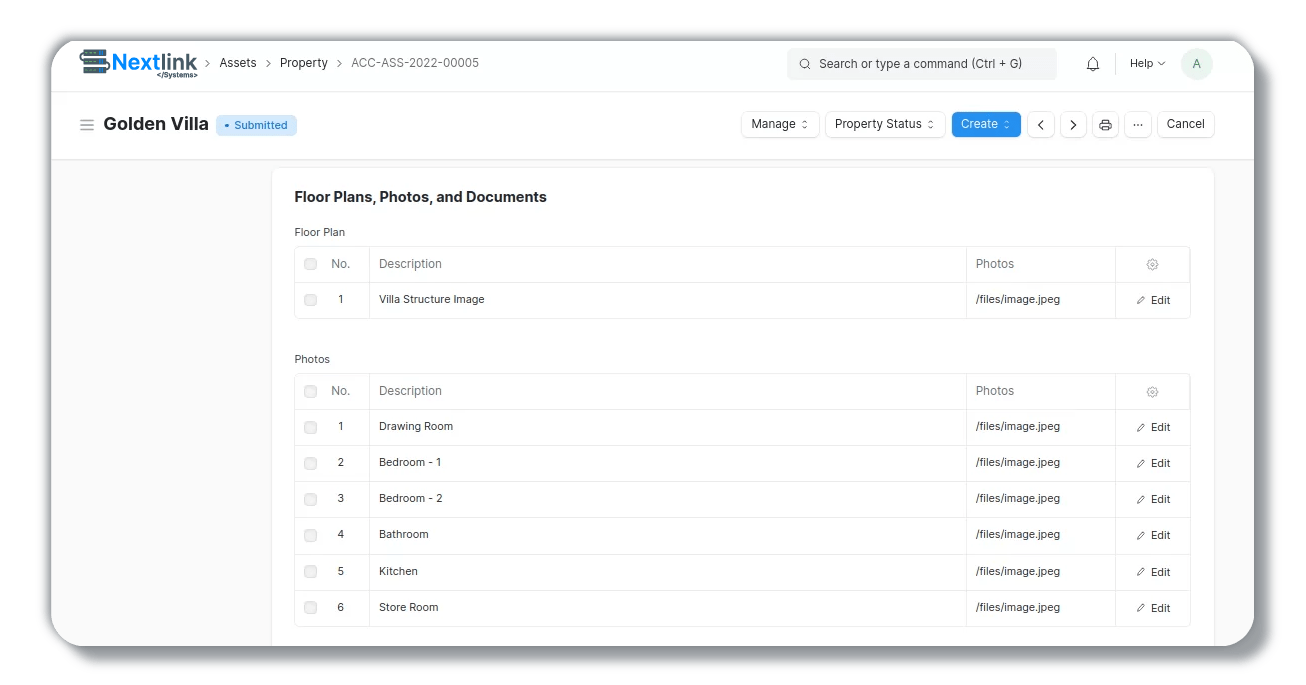 Nextlink
</Systems>
Assets > Property > ACC-ASS-2022-00005
Search or type a command (Ctrl + G)
Help
A
Golden Villa
• Submitted
Manage
Property Status
Create
...
Cancel
Floor Plans, Photos, and Documents
Floor Plan
No. Description Photos
1 Villa Structure Image /files/image.jpeg Edit
Photos
No. Description Photos
1 Drawing Room /files/image.jpeg Edit
2 Bedroom - 1 /files/image.jpeg Edit
3 Bedroom - 2 /files/image.jpeg Edit
4 Bathroom /files/image.jpeg Edit
5 Kitchen /files/image.jpeg Edit
6 Store Room /files/image.jpeg Edit